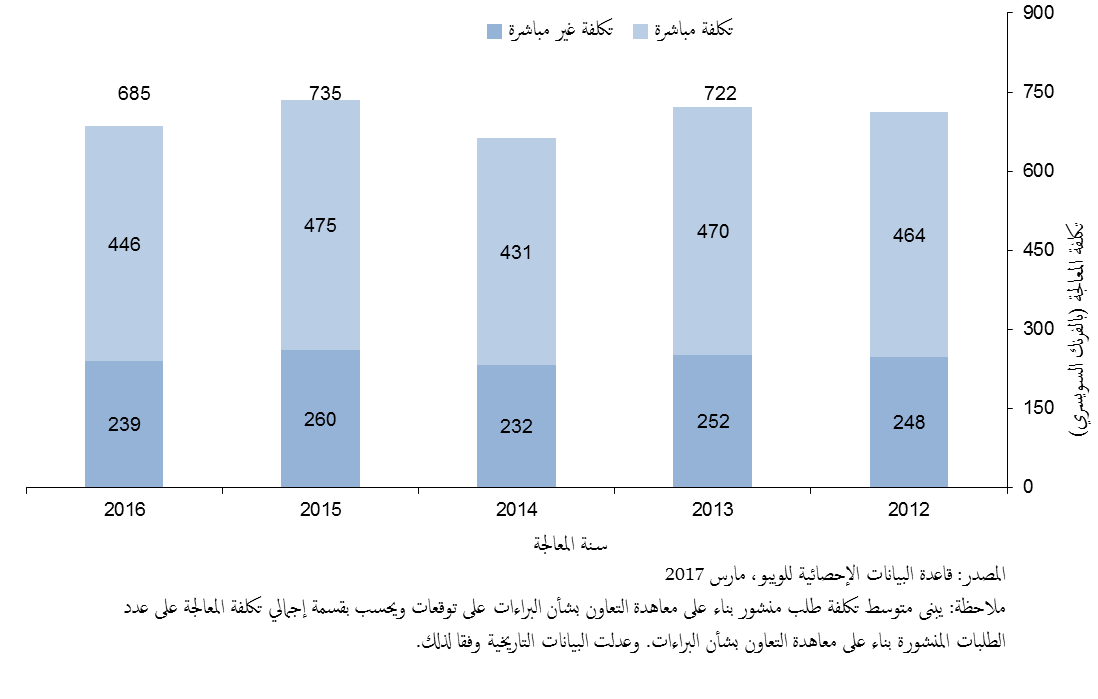 900
تكلفة مباشرة تكلفة غير مباشرة
750
600
450
300
150
0
تكلفة المعالجة (بالفرنك السويسري)
722 735 685
464 470 431 475 446
248 252 232 260 239
2012 2013 2014 2015 2016
سنة المعالجة
المصدر: قاعدة البيانات الإحصائية للويبو، مارس 2017
ملاحظة: يبنى متوسط تكلفة طلب منشور بناء على معاهدة التعاون بشأن البراءات على توقعات ويحسب بقسمة إجمالي تكلفة المعالجة على عدد
الطلبات المنشورة بناء على معاهدة التعاون بشأن البراءات. وعدلت البيانات التاريخية وفقا لذلك.